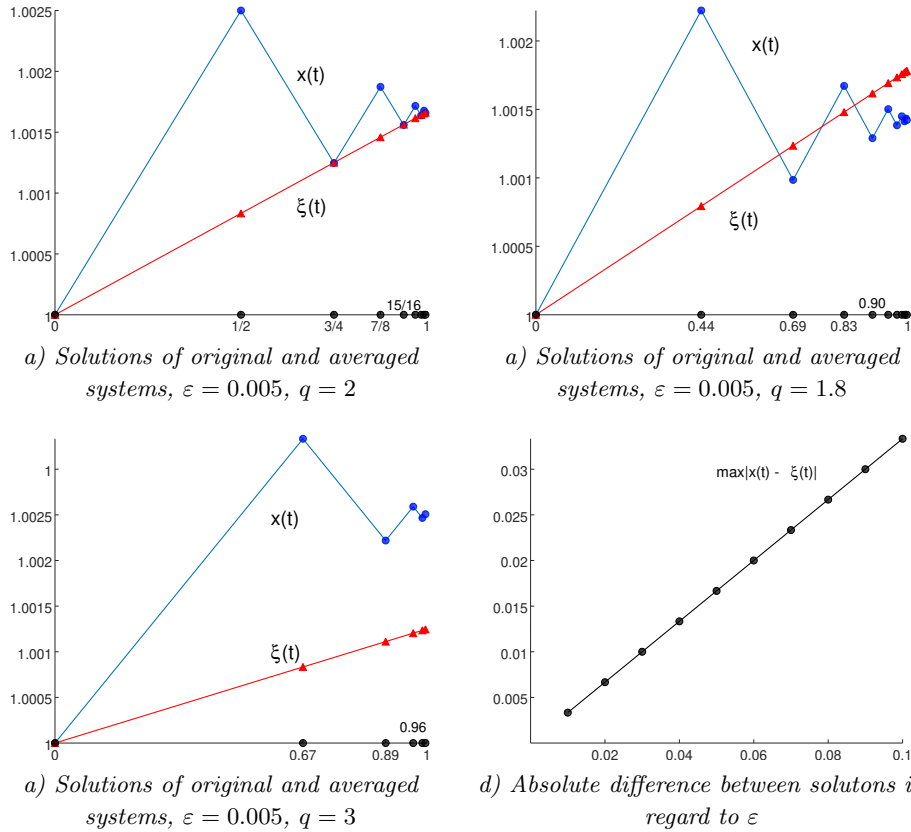 1.0025
1.002
1.0015
1.001
1.0005
1
x(t)
ξ(t)
15/16
0
1/2
3/4
7/8
1
a) Solutions of original and averaged
systems, ε = 0.005, q = 2
1.002
1.0015
1.001
1.0005
x(t)
ξ(t)
0.90
0
0.44
0.69
0.83
1
a) Solutions of original and averaged
systems, ε = 0.005, q = 1.8
1
1.0025
1.0015
1.001
1.0005
1
x(t)
ξ(t)
0.96
0
0.67
0.89
1
a) Solutions of original and averaged
systems, ε = 0.005, q = 3
0.03
0.025
0.02
0.015
0.01
0.005
max|x(t) - ξ(t)|
0.02
0.04
0.06
0.08
0.1
d) Absolute difference between solutons i
regard to ε